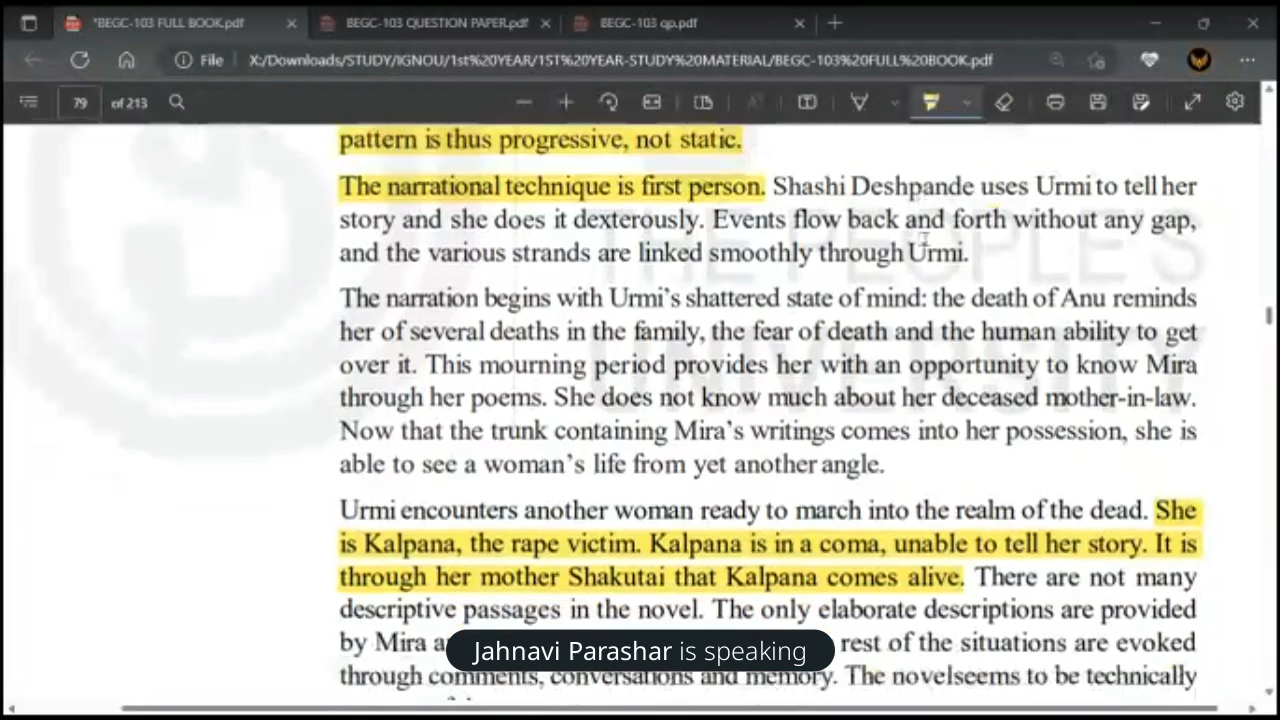 *BEGC-103 FULL BOOK.pdf
BEGC-103 QUESTION PAPER.pdf
BEGC-103 qp.pdf
File
X:/Downloads/STUDY/IGNOU/1st%20YEAR/1ST%20YEAR-STUDY%20MATERIAL/BEGC-103%20FULL%20BOOK.pdf
79 of 213
pattern is thus progressive, not static.
The narrational technique is first person. Shashi Deshpande uses Urmi to tell her
story and she does it dexterously. Events flow back and forth without any gap,
and the various strands are linked smoothly through Urmi.
The narration begins with Urmi's shattered state of mind: the death of Anu reminds
her of several deaths in the family, the fear of death and the human ability to get
over it. This mourning period provides her with an opportunity to know Mira
through her poems. She does not know much about her deceased mother-in-law.
Now that the trunk containing Mira's writings comes into her possession, she is
able to see a woman's life from yet another angle.
Urmi encounters another woman ready to march into the realm of the dead. She
is Kalpana, the rape victim. Kalpana is in a coma, unable to tell her story. It is
through her mother Shakutai that Kalpana comes alive. There are not many
descriptive passages in the novel. The only elaborate descriptions are provided
by Mira rest of the situations are evoked
through comments, conversations and memory. The novelseems to be technically
THE PEOPLE'S
UNIVERSITY
Jahnavi Parashar is speaking